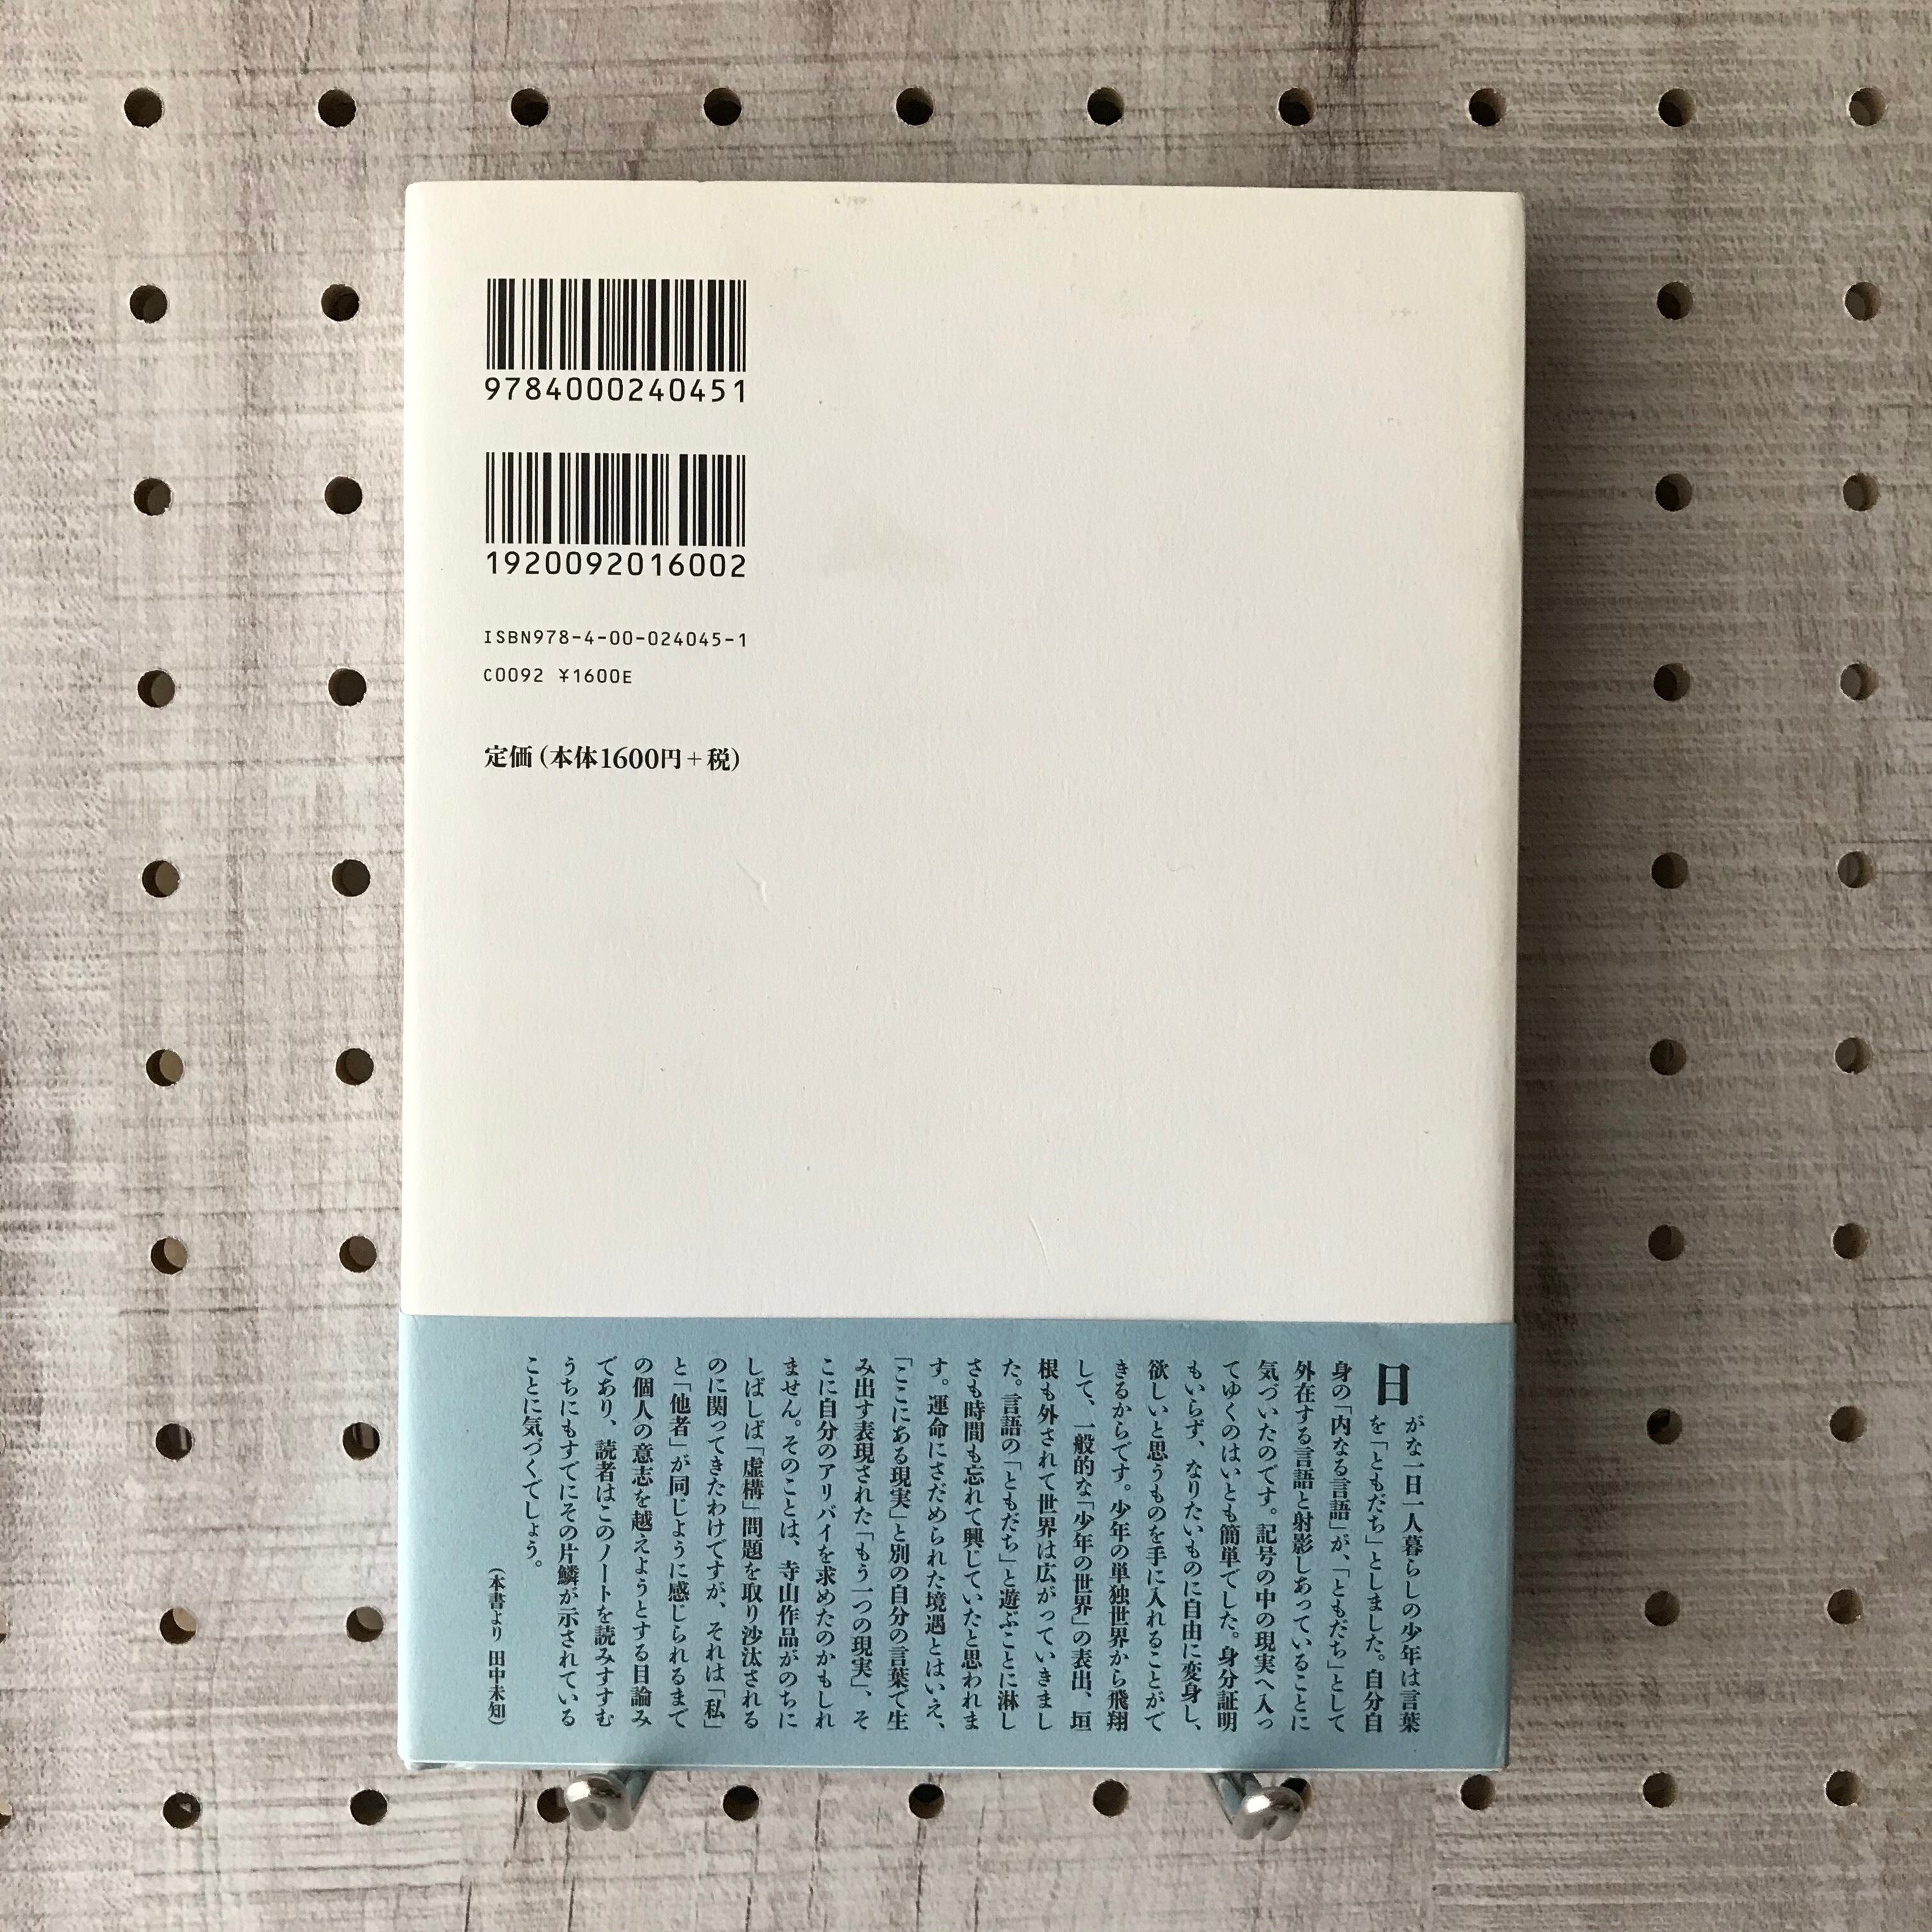 9784000240451
1920092016002
ISBN978-4-00-024045-1
C0092 ¥1600E
定価(本体1600円+税)
日がな一日一人暮らしの少年は言葉
を「ともだち」としました。自分自
身の「内なる言語」が、「ともだち」として
外在する言語と射影しあっていることに
気づいたのです。記号の中の現実へ入っ
てゆくのはいとも簡単でした。身分証明
もいらず、なりたいものに自由に変身し、
欲しいと思うものを手に入れることがで
きるからです。少年の単独世界から飛翔
して、一般的な「少年の世界」の表出、垣
根も外されて世界は広がっていきまし
た。言語の「ともだち」と遊ぶことに淋し
さも時間も忘れて興じていたと思われま
す。運命にさだめられた境遇とはいえ、
「ここにある現実」と別の自分の言葉で生
み出す表現された「もう一つの現実」、そ
こに自分のアリバイを求めたのかもしれ
ません。そのことは、寺山作品がのちに
しばしば「虚構」問題を取り沙汰される
のに関ってきたわけですが、それは「私」
と「他者」が同じように感じられるまで
の個人の意志を越えようとする目論み
であり、読者はこのノートを読みすすむ
うちにもすでにその片鱗が示されている
ことに気づくでしょう。
(本書より 田中未知)